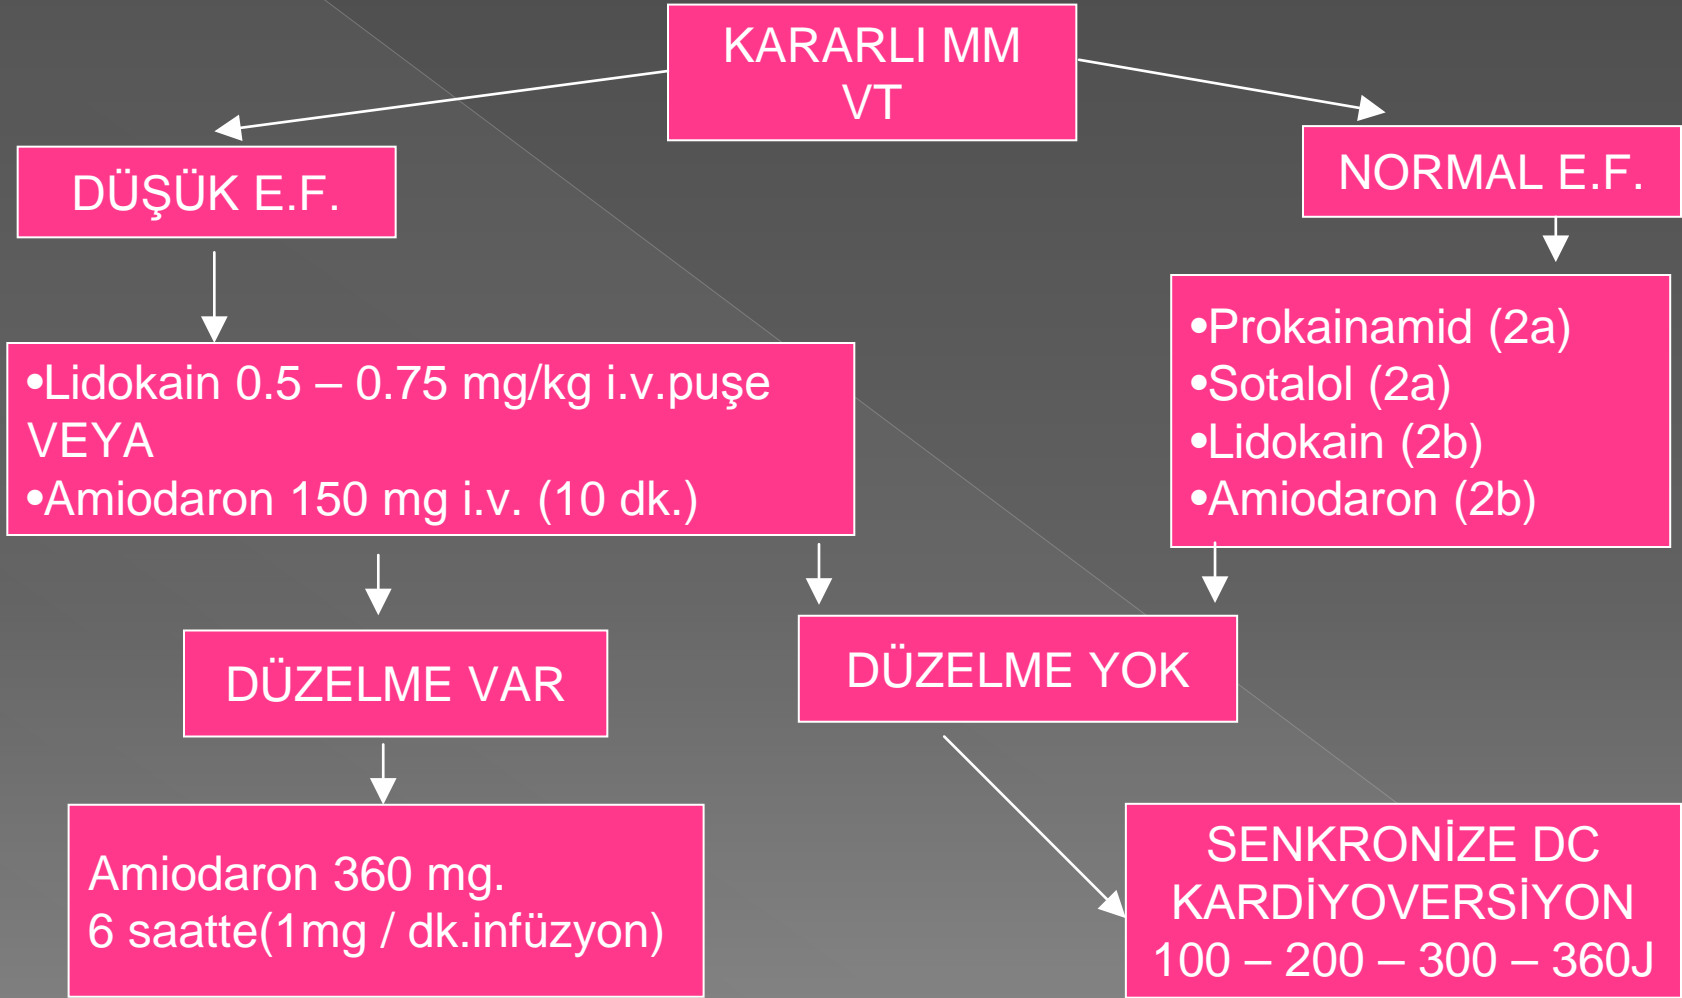 KARARLI MM
VT
DÜŞÜK E.F.
NORMAL E.F.
•Lidokain 0.5 – 0.75 mg/kg i.v.puşe
VEYA
•Amiodaron 150 mg i.v. (10 dk.)
•Prokainamid (2a)
•Sotalol (2a)
•Lidokain (2b)
•Amiodaron (2b)
DÜZELME VAR
DÜZELME YOK
Amiodaron 360 mg.
6 saatte(1mg / dk.infüzyon)
SENKRONİZE DC
KARDİYOVERSİYON
100 – 200 – 300 – 360J